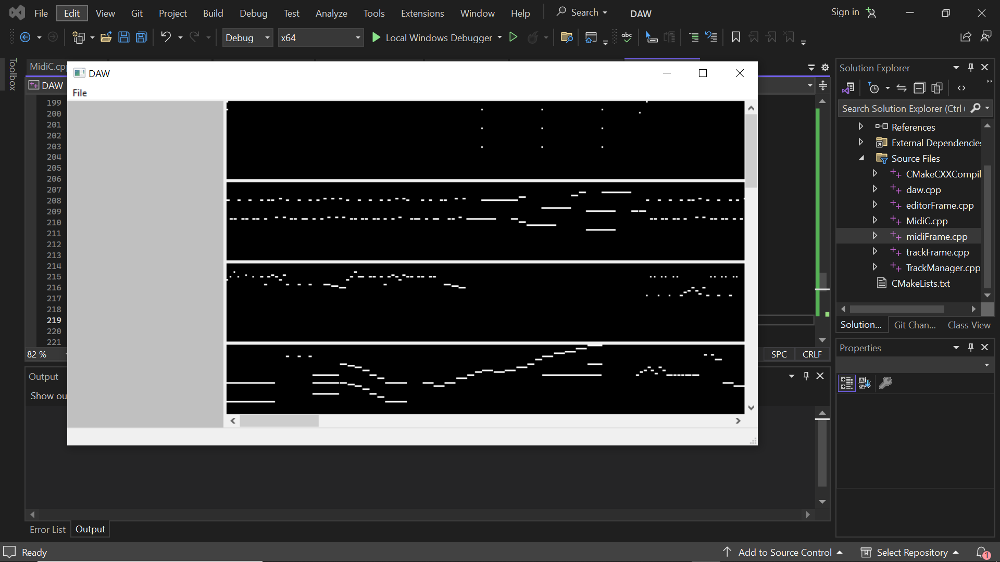 File Edit View Git Project Build Debug Test Analyze Tools Extensions Window Help Search DAW Sign in
Debug x64 Local Windows Debugger abc
Toolbox
MidiC.cp
DAW
199
200
201
202
203
204
205
206
207
208
209
210
211
212
213
214
215
216
217
218
219
220
221
82 % SPC CRLF
DAW
File
Output
Show ou
Error List Output
Solution Explorer
Search Solution Explorer (Ctrl+
References
External Dependencies
Source Files
CMakeCXXCompil
daw.cpp
editorFrame.cpp
MidiC.cpp
midiFrame.cpp
trackFrame.cpp
TrackManager.cpp
CMakeLists.txt
Solution... Git Chan... Class View
Properties
Ready Add to Source Control Select Repository 1